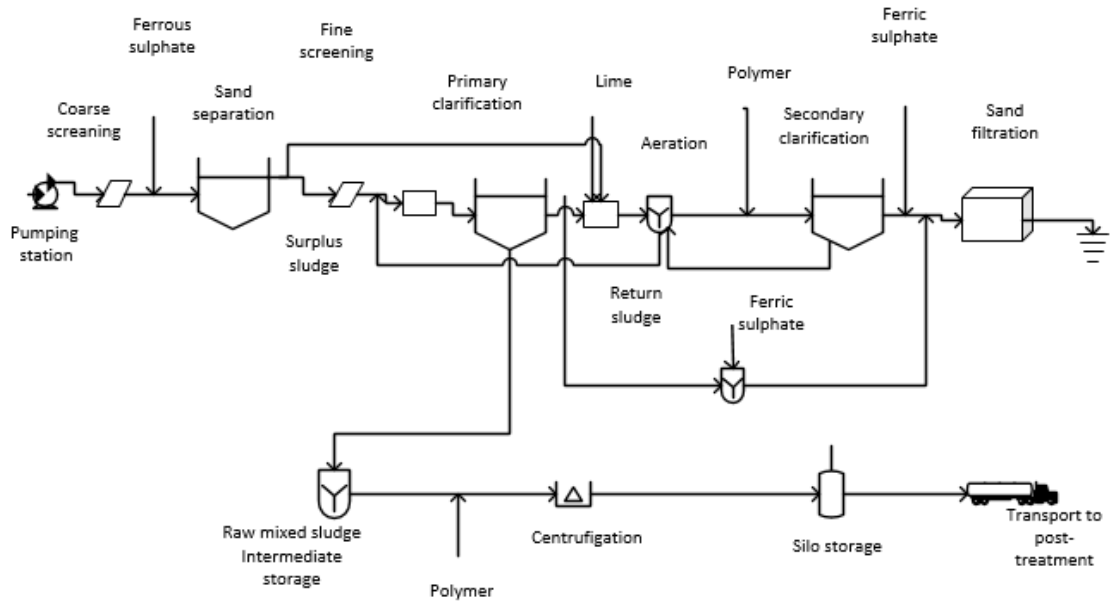 Ferrous
sulphate
Fine
screening
Ferric
sulphate
Coarse
screaning
Sand
separation
Primary
clarification
Lime
Polymer
Aeration
Secondary
clarification
Sand
filtration
Pumping
station
Surplus
sludge
Return
sludge
Ferric
sulphate
Raw mixed sludge
Intermediate
storage
Polymer
Centrufigation
Silo storage
Transport to
post-
treatment